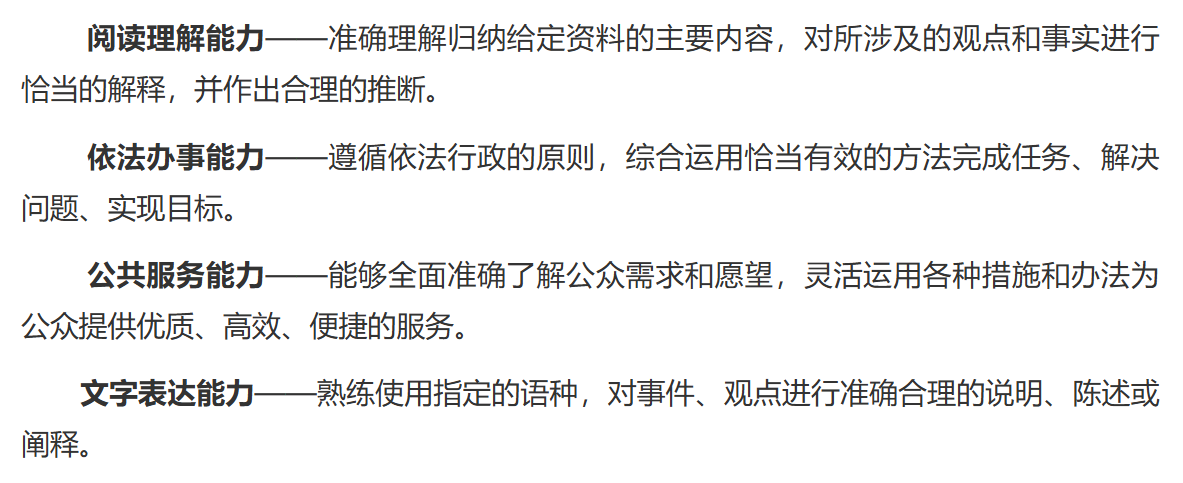 阅读理解能力——准确理解归纳给定资料的主要内容，对所涉及的观点和事实进行
恰当的解释，并作出合理的推断。
依法办事能力——遵循依法行政的原则，综合运用恰当有效的方法完成任务、解决
问题、实现目标。
公共服务能力——能够全面准确了解公众需求和愿望，灵活运用各种措施和办法为
公众提供优质、高效、便捷的服务。
文字表达能力——熟练使用指定的语种，对事件、观点进行准确合理的说明、陈述或
阐释。